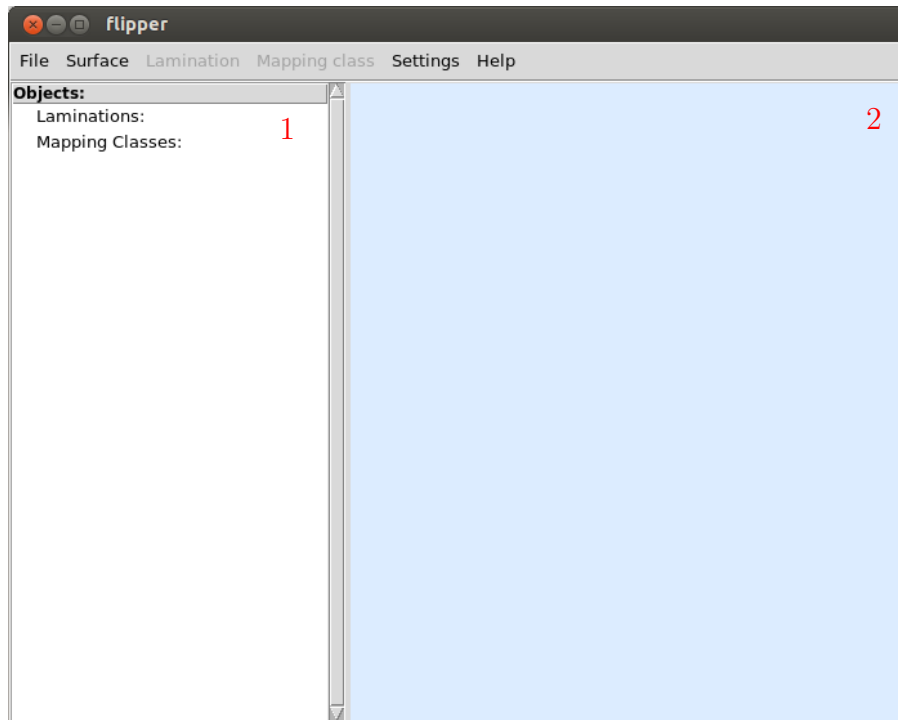 flipper
File Surface Lamination Mapping class Settings Help
Objects:
Laminations:
Mapping Classes:
1
2